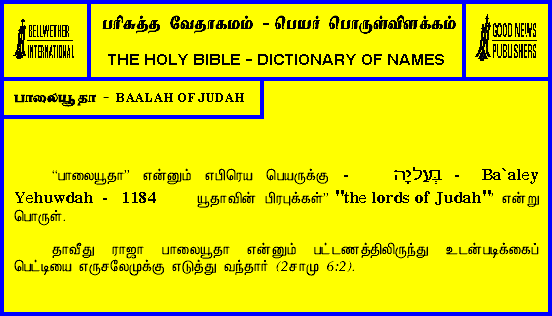 BELLWETHER
INTERNATIONAL
பரிசுத்த வேதாகமம் - பெயர் பொருள்விளக்கம்
THE HOLY BIBLE - DICTIONARY OF NAMES
GOOD NEWS
PUBLISHERS
பாலையூதா - BAALAH OF JUDAH
“பாலையூதா” என்னும் எபிரெய பெயருக்கு - בְּעָלִיָּה - Ba`aley
Yehuwdah - 1184 யூதாவின் பிரபுக்கள்” "the lords of Judah" என்று
பொருள்.
தாவீது ராஜா பாலையூதா என்னும் பட்டணத்திலிருந்து உடன்படிக்கைப்
பெட்டியை எருசலேமுக்கு எடுத்து வந்தார் (2சாமு 6:2).